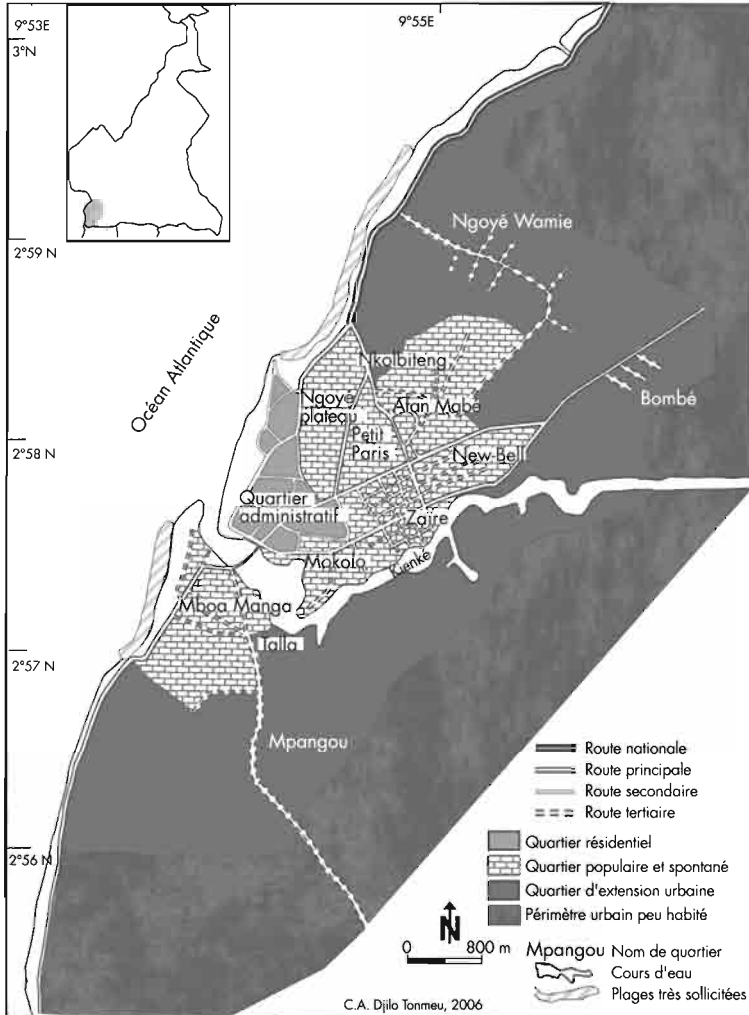 9°53E
9°55E
3°N
2°59 N
Ngoyé Wamie
Océan Atlantique
Nkolbiteng
Ngoyé
plateau
Afan Mabé
Bombé
Petit
Paris
2°58 N
New-Bell
Quartier
administratif
Zaïre
Mokolo
Kienké
Mboa Manga
Talla
2°57 N
Mpangou
2°56 N
Route nationale
Route principale
Route secondaire
Route tertiaire
Quartier résidentiel
Quartier populaire et spontané
Quartier d'extension urbaine
Périmètre urbain peu habité
N
0 800 m
Mpangou Nom de quartier
Cours d'eau
Plages très sollicitées
C.A. Djilo Tonmeu, 2006